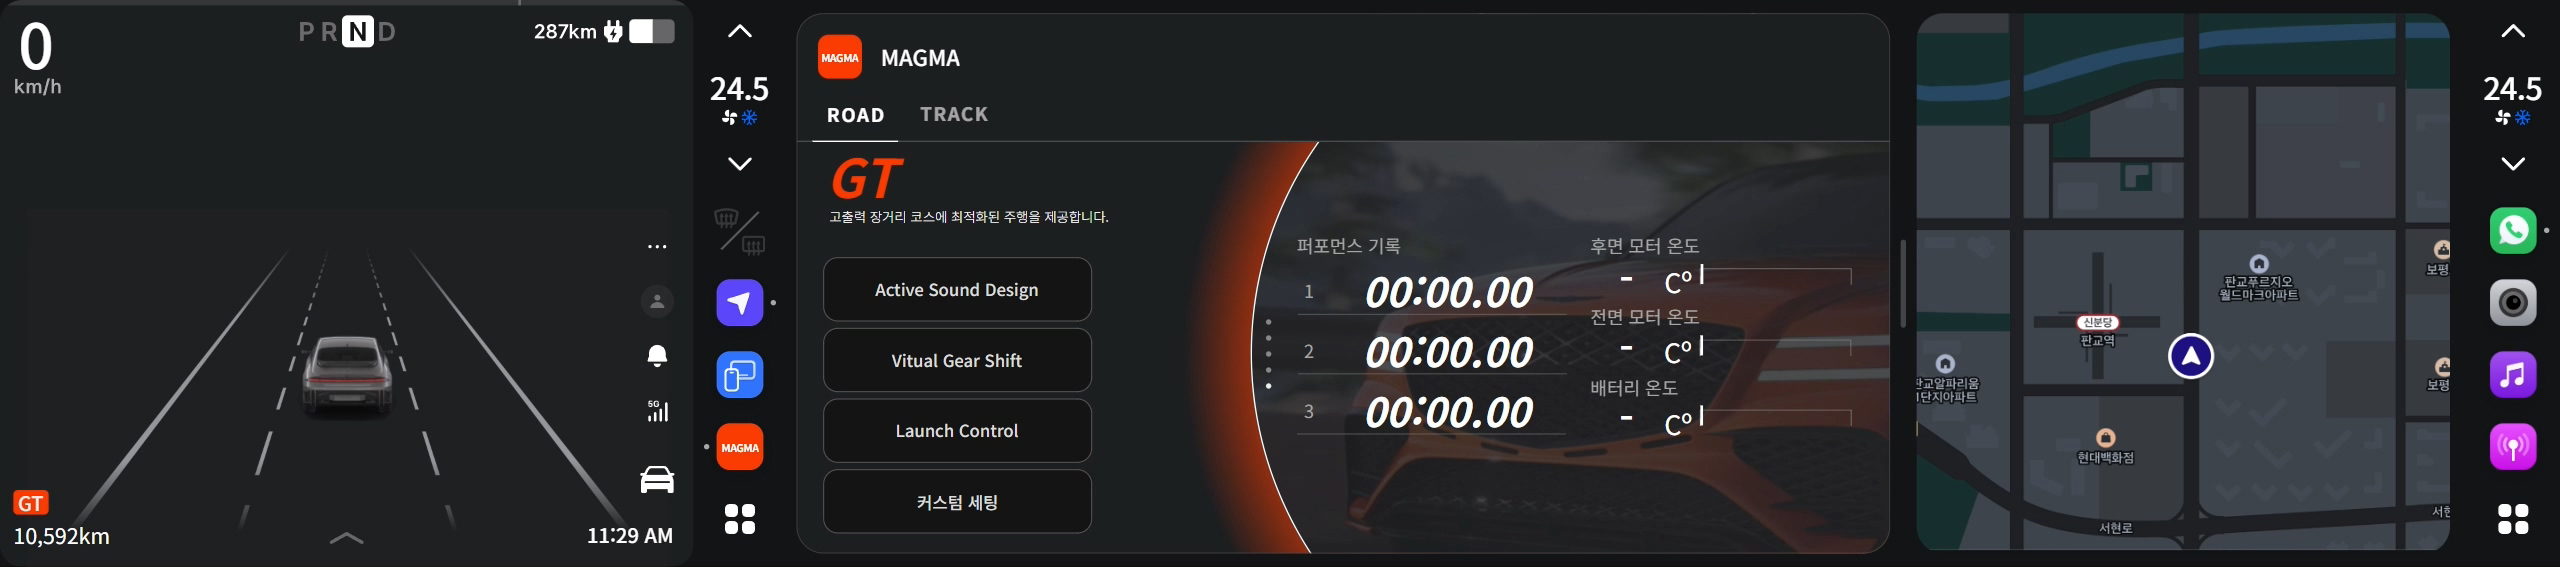 0
km/h
P R N D
287km
5G
GT
10,592km
11:29 AM
24.5
MAGMA
MAGMA
MAGMA
ROAD
TRACK
GT
고출력 장거리 코스에 최적화된 주행을 제공합니다.
Active Sound Design
Vitual Gear Shift
Launch Control
커스텀 세팅
퍼포먼스 기록
1 00:00.00
2 00:00.00
3 00:00.00
후면 모터 온도
- Cº
전면 모터 온도
- Cº
배터리 온도
- Cº
판교푸르지오
월드마크아파트
보평
신분당
판교역
판교알파리움
1단지아파트
보평
현대백화점
서현로
서현
24.5